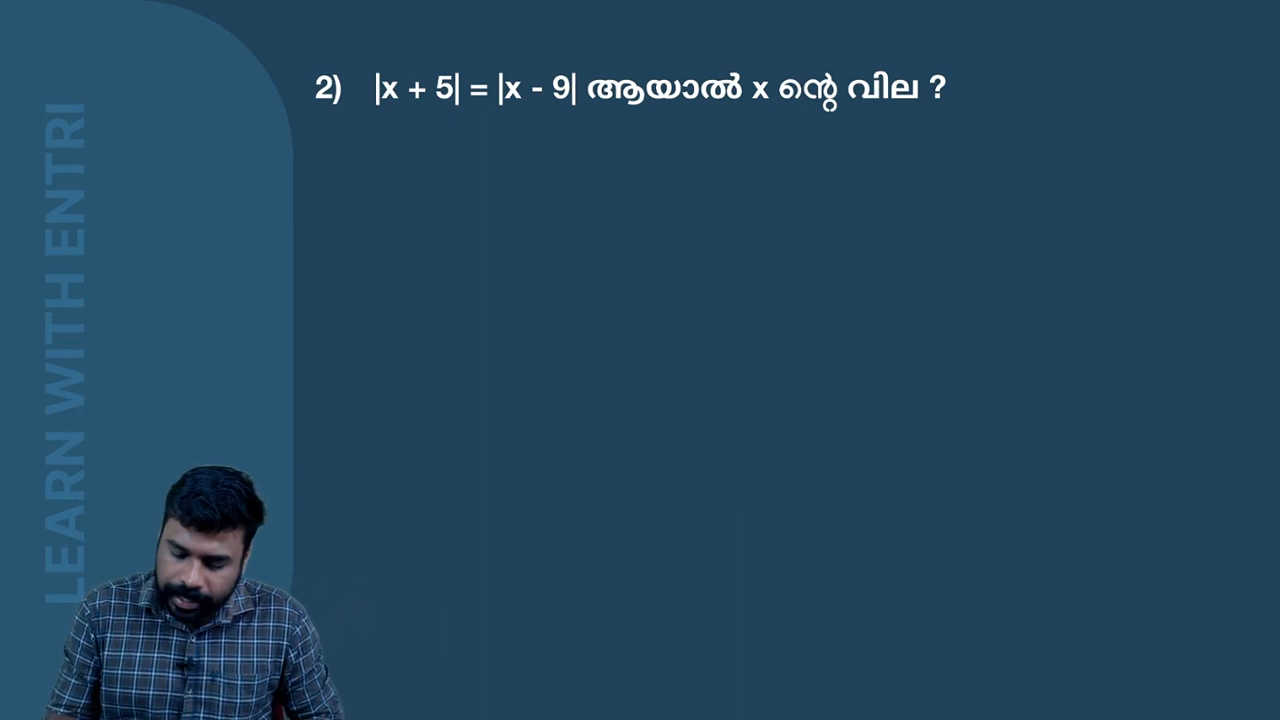 2) |x + 5| = |x - 9| ആയാൽ x ന്റെ വില ?
LEARN WITH ENTRI